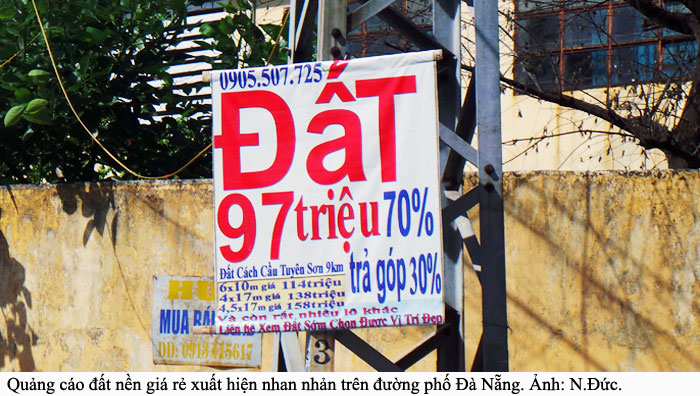 0905.507.725
ĐấT
97 triệu 70%
trả góp 30%
Đất Cách Cầu Tuyên Sơn 9km
6x10m giá 114triệu
4x17m giá 138triệu
4,5x17m giá 158triệu
Và còn rất nhiều lô khác
Liên hệ Xem Đất Sớm Chọn Được Vị Trí Đẹp
MUA BÁN
DĐ: 0913 415617
3
Quảng cáo đất nền giá rẻ xuất hiện nhan nhản trên đường phố Đà Nẵng. Ảnh: N.Đức.